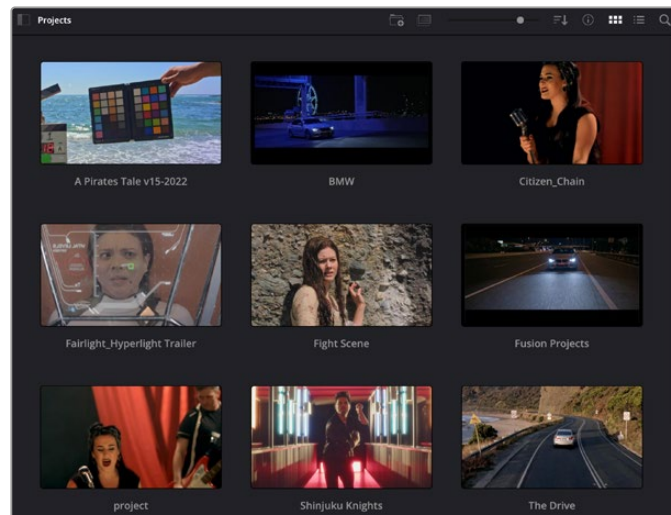 Projects
A Pirates Tale v15-2022
BMW
Citizen_Chain
Fairlight_Hyperlight Trailer
Fight Scene
Fusion Projects
project
Shinjuku Knights
The Drive